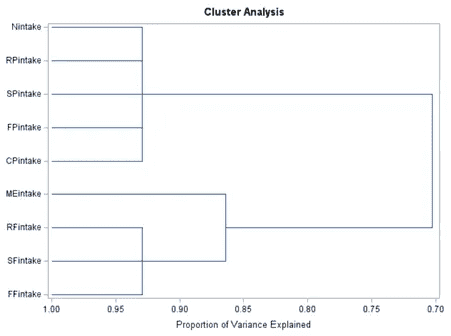 Cluster Analysis
Nintake
RPintake
SPintake
FPintake
CPintake
MEintake
RFintake
SFintake
FFintake
1.00 0.95 0.90 0.85 0.80 0.75 0.70
Proportion of Variance Explained